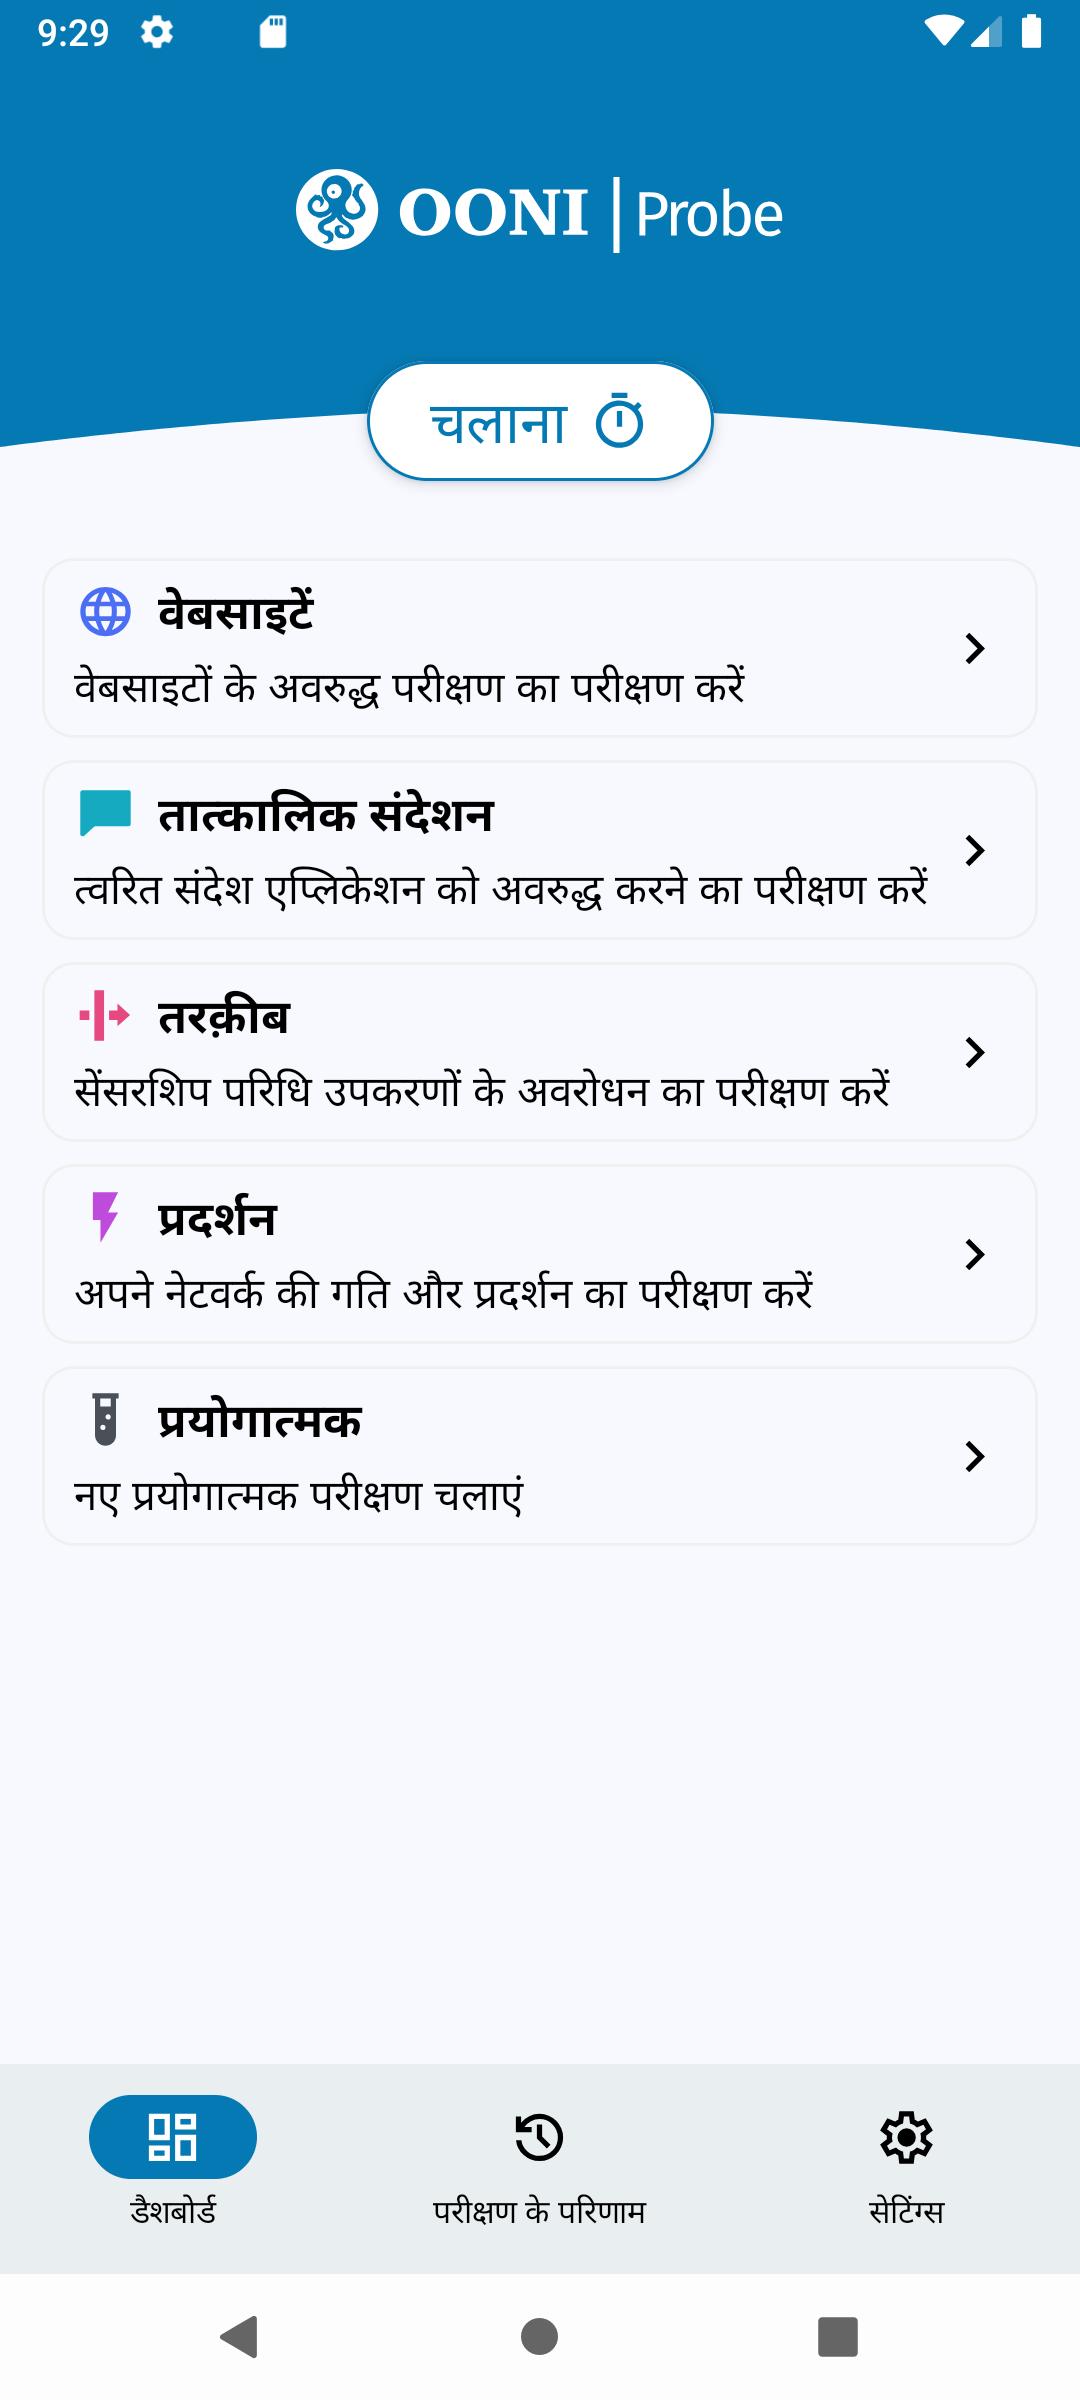 9:29
OONI | Probe
चलाना
वेबसाइटें
वेबसाइटों के अवरुद्ध परीक्षण का परीक्षण करें
तात्कालिक संदेशन
त्वरित संदेश एप्लिकेशन को अवरुद्ध करने का परीक्षण करें
तरक़ीब
सेंसरशिप परिधि उपकरणों के अवरोधन का परीक्षण करें
प्रदर्शन
अपने नेटवर्क की गति और प्रदर्शन का परीक्षण करें
प्रयोगात्मक
नए प्रयोगात्मक परीक्षण चलाएं
डैशबोर्ड
परीक्षण के परिणाम
सेटिंग्स